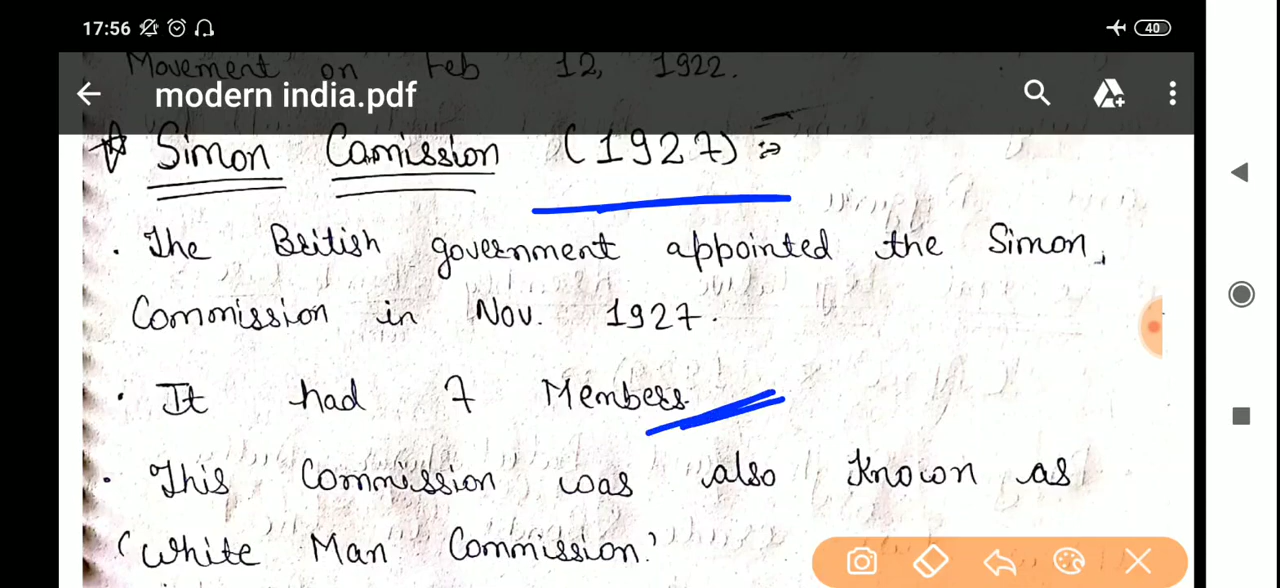 17:56
40
Movement on Feb 12, 1922.
modern india.pdf
Simon Camission (1927) :-
. The British government appointed the Simon
Commission in Nov. 1927.
. It had 7 Members.
. This Commission was also Known as
'White Man Commission.'